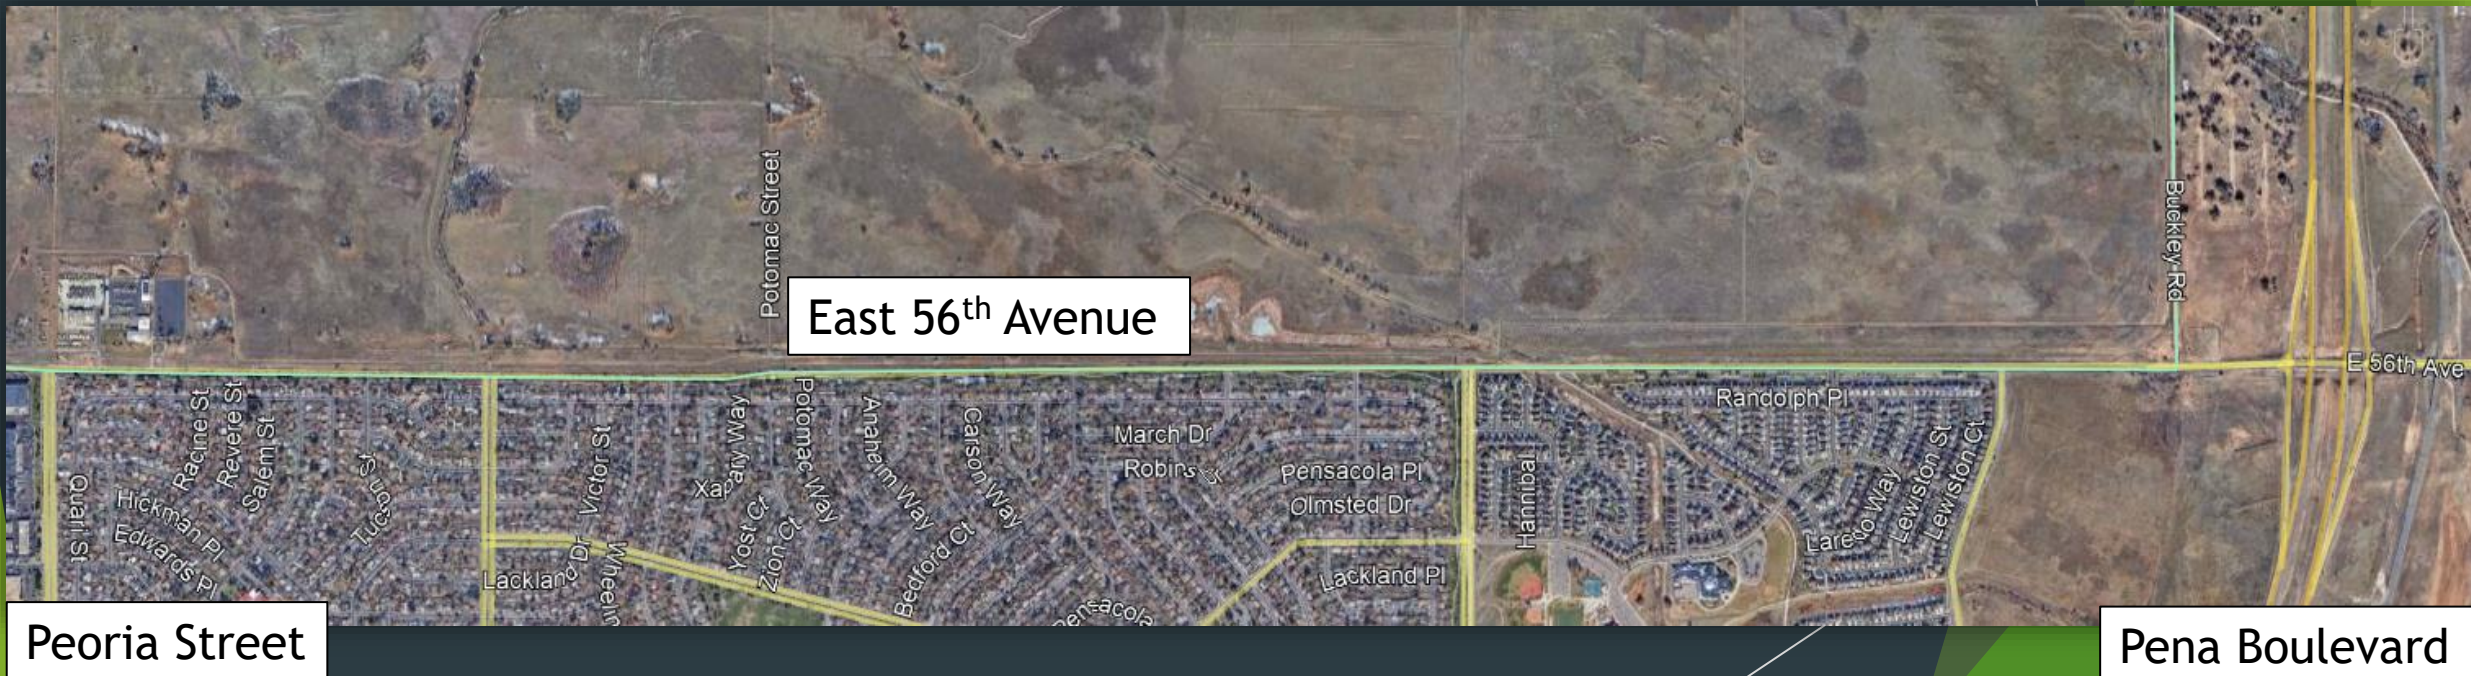 Potomac Street
Buckley Rd
East 56th Avenue
E 56th Ave
Quari St
Racine St
Revere St
Salem St
Hickman Pl
Edwards Pl
Victor St
Lackland Dr
Yost Ct
Zion Ct
Potomac Way
Anaheim Way
Carson Way
Bedford Ct
March Dr
Robins
Pensacola Pl
Olmsted Dr
Lackland Pl
Pensacola
Hannibal
Randolph Pl
Laredo Way
Lewiston St
Lewiston Ct
Peoria Street
Pena Boulevard